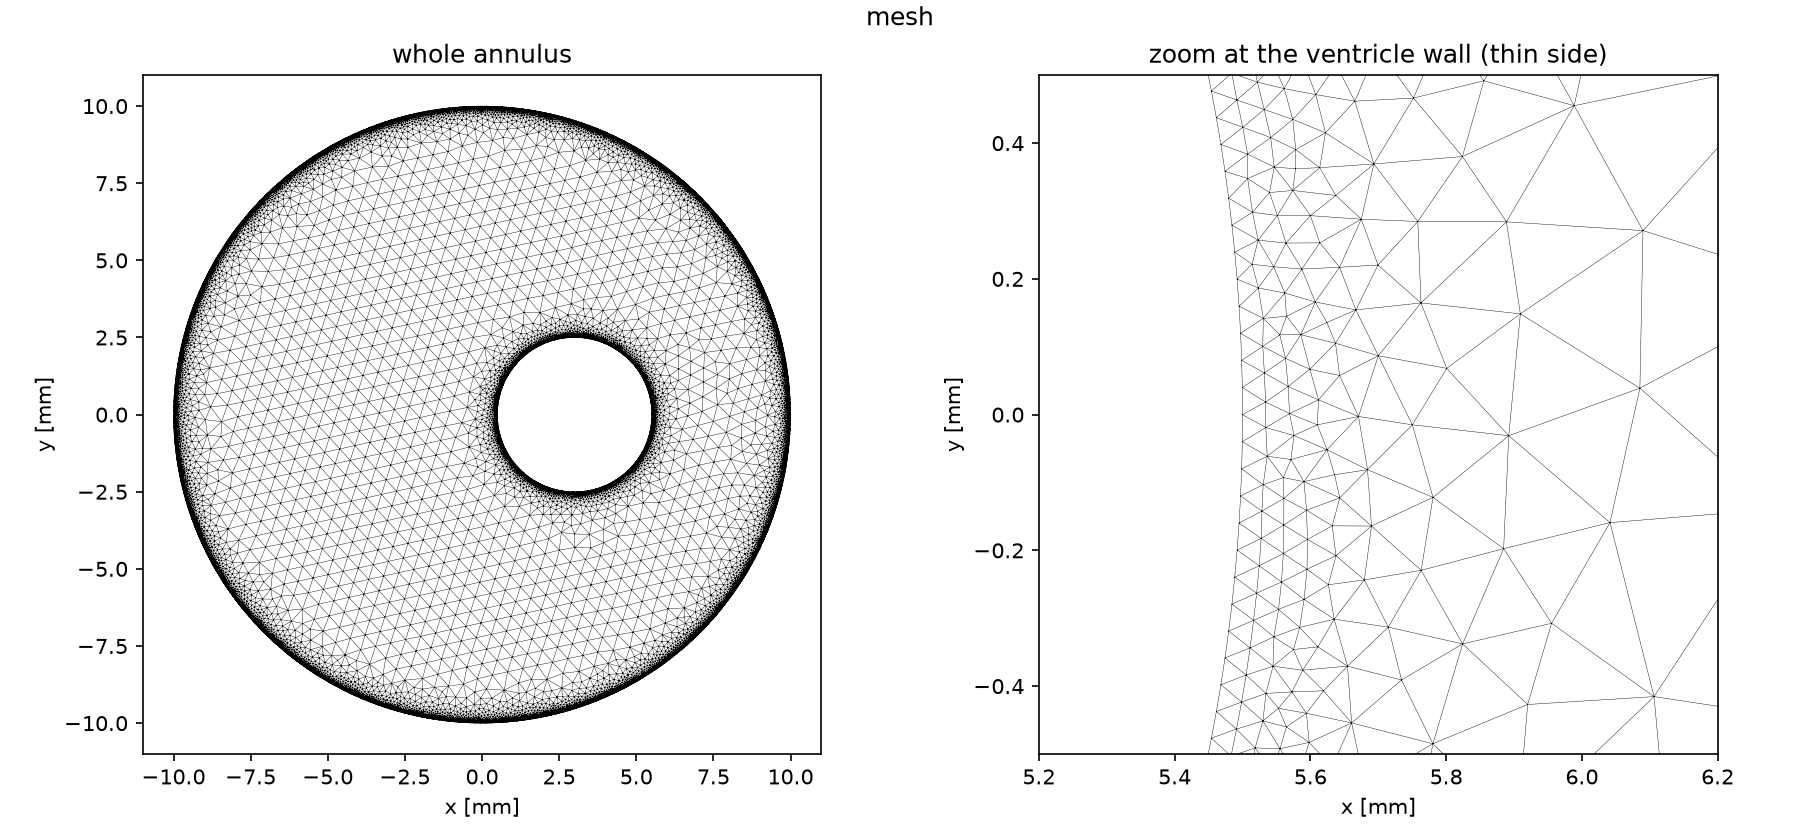 mesh
whole annulus
10.0
7.5
5.0
2.5
0.0
−2.5
−5.0
−7.5
−10.0
y [mm]
−10.0 −7.5 −5.0 −2.5 0.0 2.5 5.0 7.5 10.0
x [mm]
zoom at the ventricle wall (thin side)
0.4
0.2
0.0
−0.2
−0.4
y [mm]
5.2 5.4 5.6 5.8 6.0 6.2
x [mm]